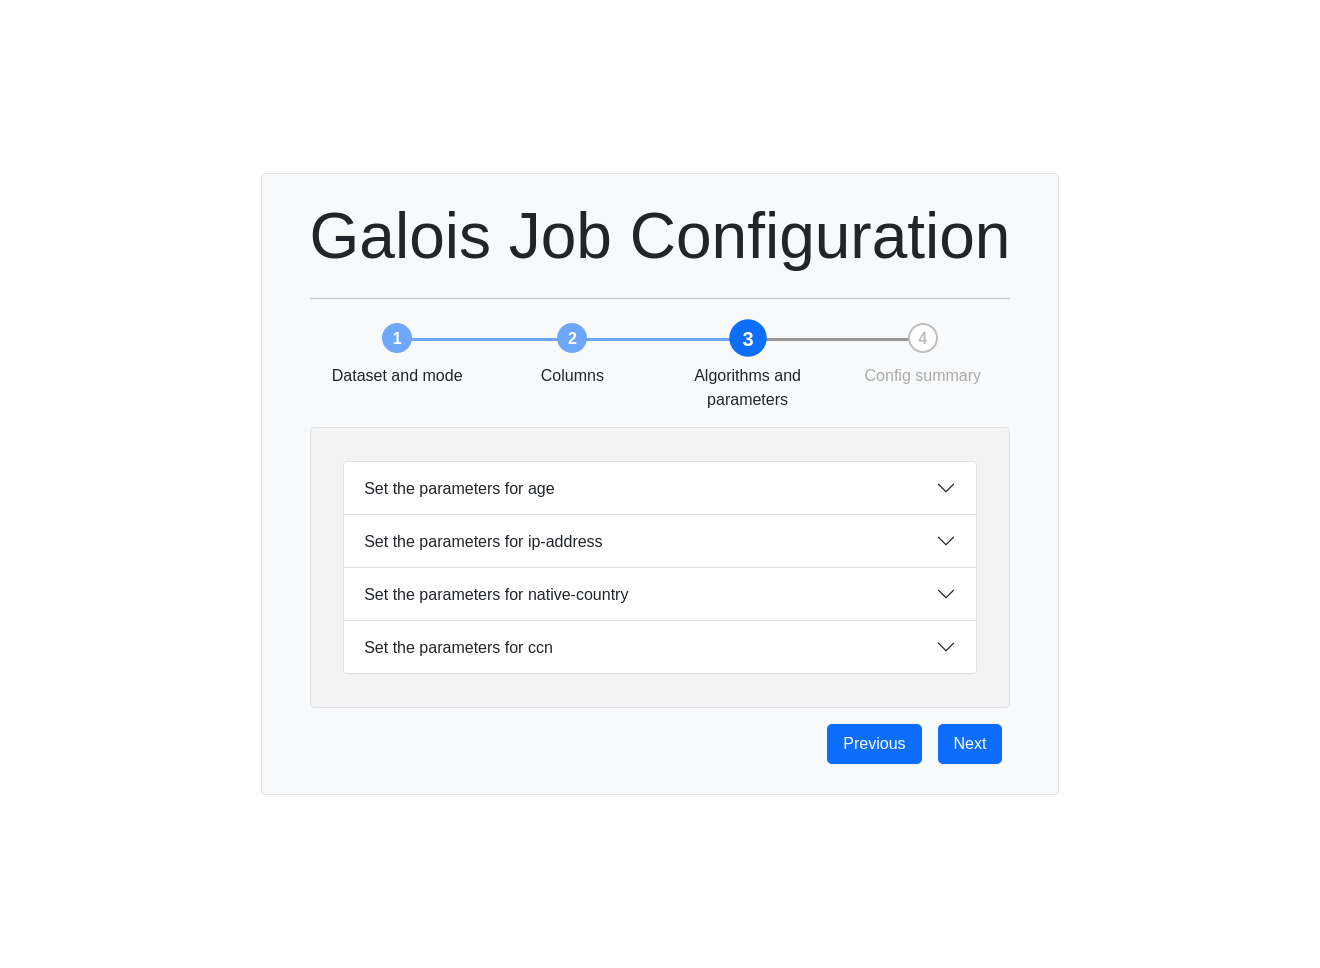 Galois Job Configuration
1
2
3
4
Dataset and mode
Columns
Algorithms and
parameters
Config summary
Set the parameters for age
Set the parameters for ip-address
Set the parameters for native-country
Set the parameters for ccn
Previous
Next